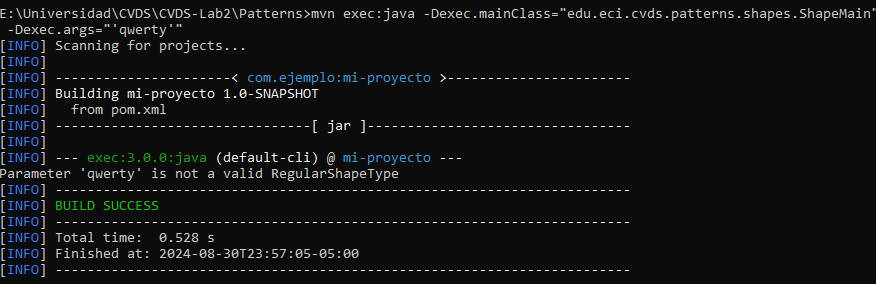 E:\Universidad\CVDS\CVDS-Lab2\Patterns>mvn exec:java -Dexec.mainClass="edu.eci.cvds.patterns.shapes.ShapeMain"
 -Dexec.args="'qwerty'"
[INFO] Scanning for projects...
[INFO]
[INFO] ----------------------< com.ejemplo:mi-proyecto >-----------------------
[INFO] Building mi-proyecto 1.0-SNAPSHOT
[INFO]   from pom.xml
[INFO] --------------------------------[ jar ]---------------------------------
[INFO]
[INFO] --- exec:3.0.0:java (default-cli) @ mi-proyecto ---
Parameter 'qwerty' is not a valid RegularShapeType
[INFO] ------------------------------------------------------------------------
[INFO] BUILD SUCCESS
[INFO] ------------------------------------------------------------------------
[INFO] Total time:  0.528 s
[INFO] Finished at: 2024-08-30T23:57:05-05:00
[INFO] ------------------------------------------------------------------------